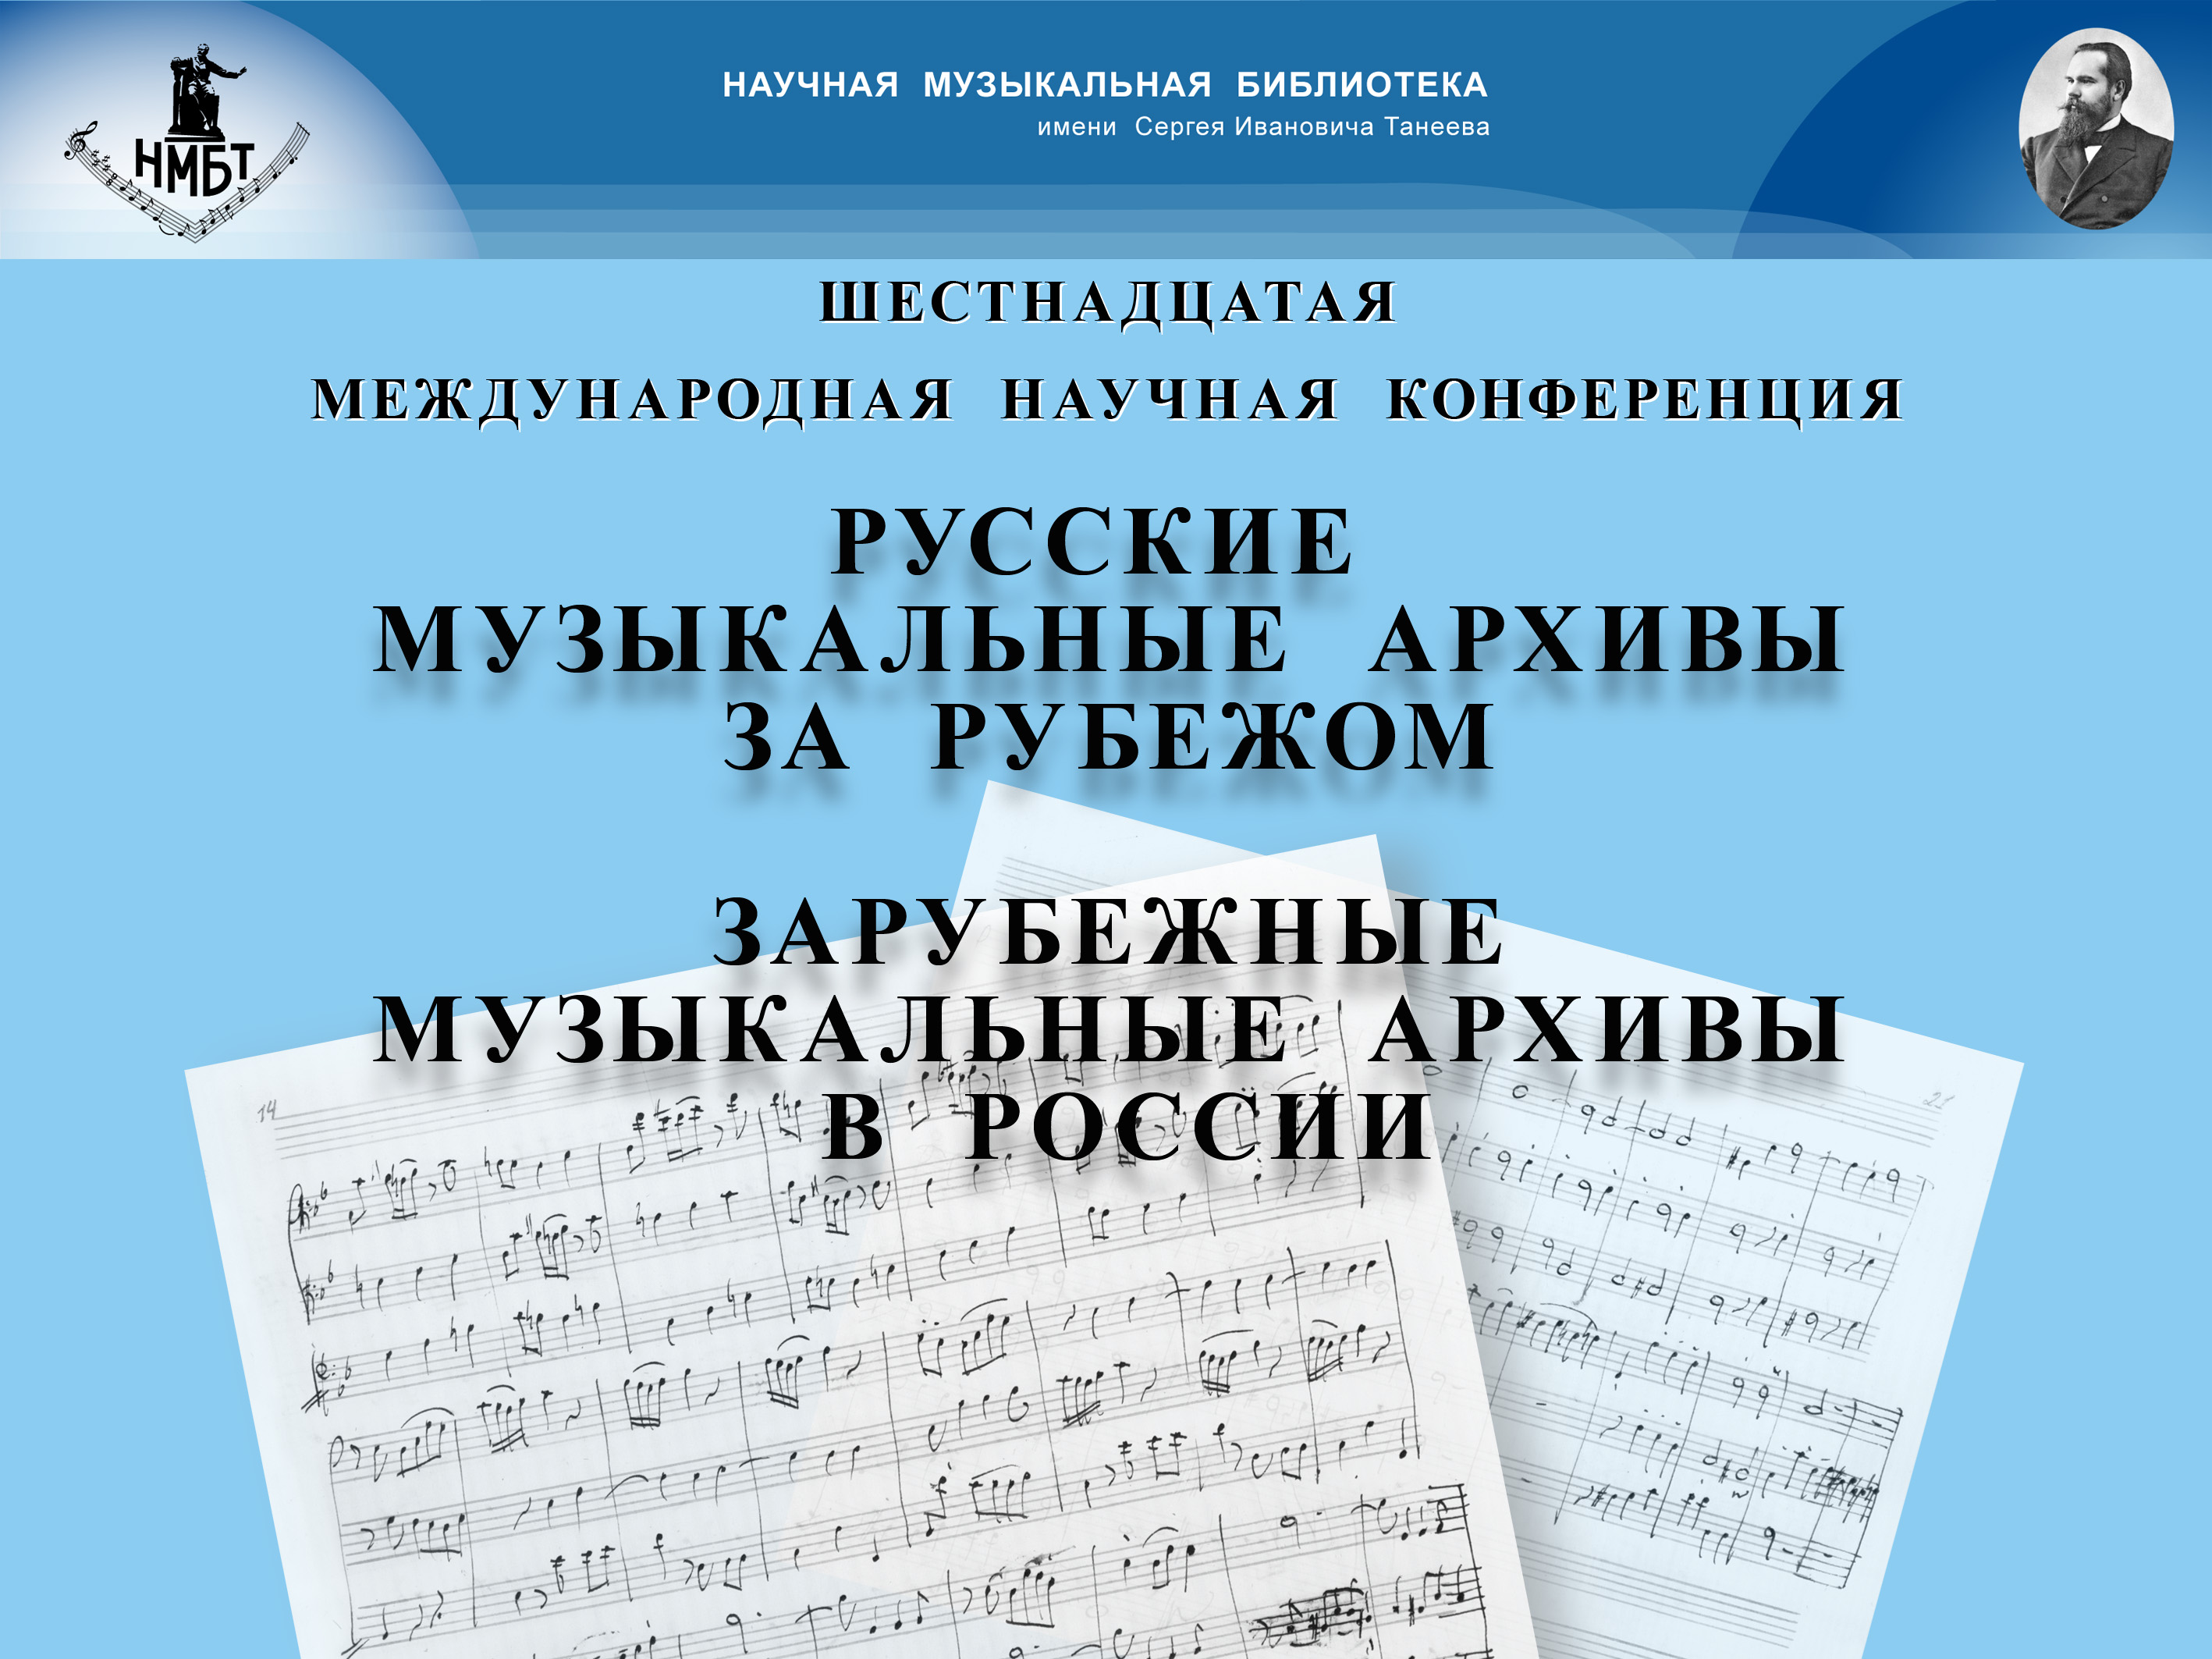 НМБТ
НАУЧНАЯ МУЗЫКАЛЬНАЯ БИБЛИОТЕКА
имени Сергея Ивановича Танеева
ШЕСТНАДЦАТАЯ
МЕЖДУНАРОДНАЯ НАУЧНАЯ КОНФЕРЕНЦИЯ
РУССКИЕ
МУЗЫКАЛЬНЫЕ АРХИВЫ
ЗА РУБЕЖОМ
ЗАРУБЕЖНЫЕ
МУЗЫКАЛЬНЫЕ АРХИВЫ
В РОССИИ
14